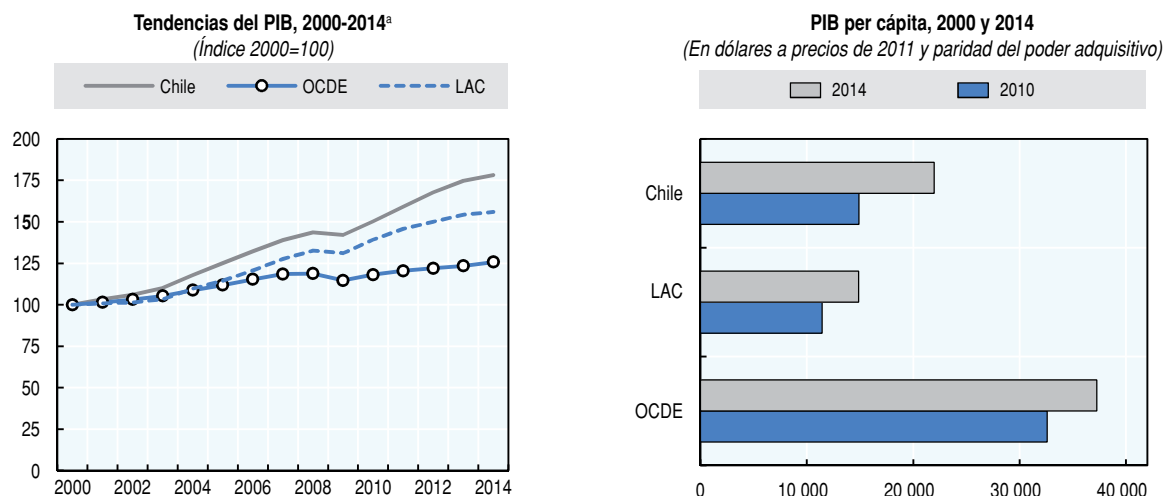 Tendencias del PIB, 2000-2014ª
(Índice 2000=100)
Chile OCDE LAC
200
175
150
125
100
75
50
25
0
2000 2002 2004 2006 2008 2010 2012 2014
PIB per cápita, 2000 y 2014
(En dólares a precios de 2011 y paridad del poder adquisitivo)
2014 2010
Chile
LAC
OCDE
0 10 000 20 000 30 000 40 000